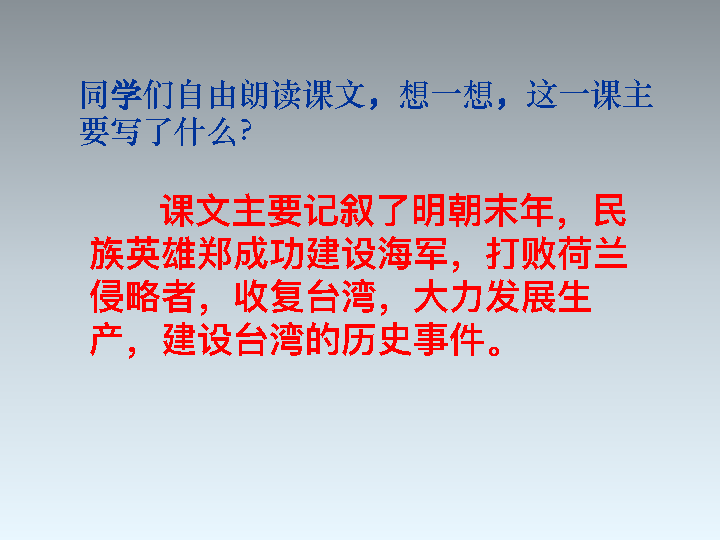 同学们自由朗读课文，想一想，这一课主
要写了什么？
课文主要记叙了明朝末年，民
族英雄郑成功建设海军，打败荷兰
侵略者，收复台湾，大力发展生
产，建设台湾的历史事件。